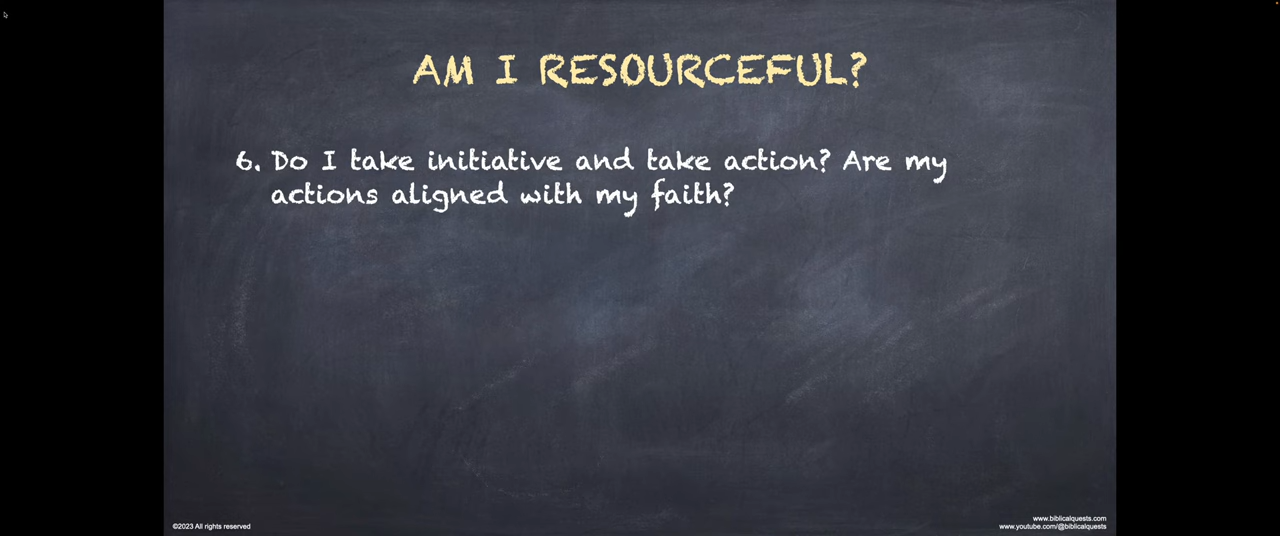 AM I RESOURCEFUL?
6. Do I take initiative and take action? Are my
actions aligned with my faith?
©2023 All rights reserved
www.biblicalquests.com
www.youtube.com/@biblicalquests